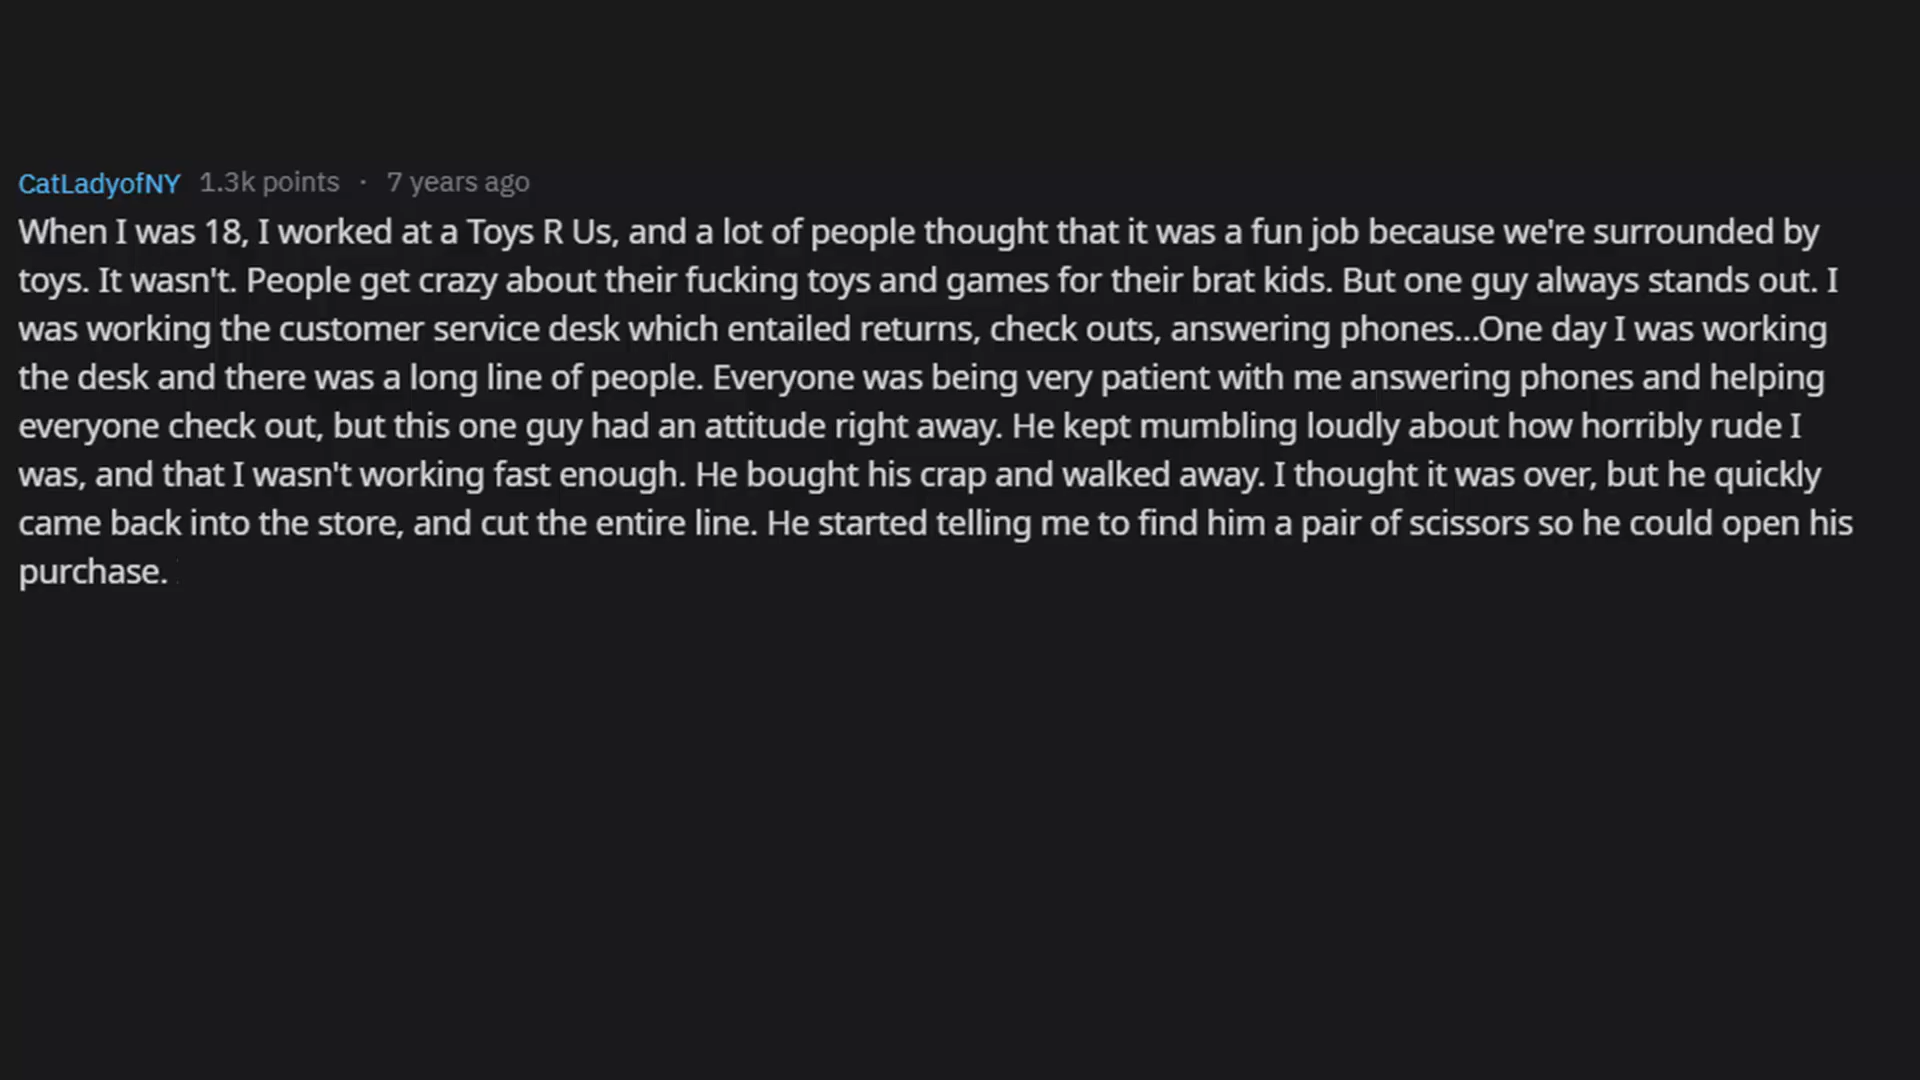 CatLadyofNY 1.3k points · 7 years ago
When I was 18, I worked at a Toys R Us, and a lot of people thought that it was a fun job because we're surrounded by
toys. It wasn't. People get crazy about their fucking toys and games for their brat kids. But one guy always stands out. I
was working the customer service desk which entailed returns, check outs, answering phones...One day I was working
the desk and there was a long line of people. Everyone was being very patient with me answering phones and helping
everyone check out, but this one guy had an attitude right away. He kept mumbling loudly about how horribly rude I
was, and that I wasn't working fast enough. He bought his crap and walked away. I thought it was over, but he quickly
came back into the store, and cut the entire line. He started telling me to find him a pair of scissors so he could open his
purchase.